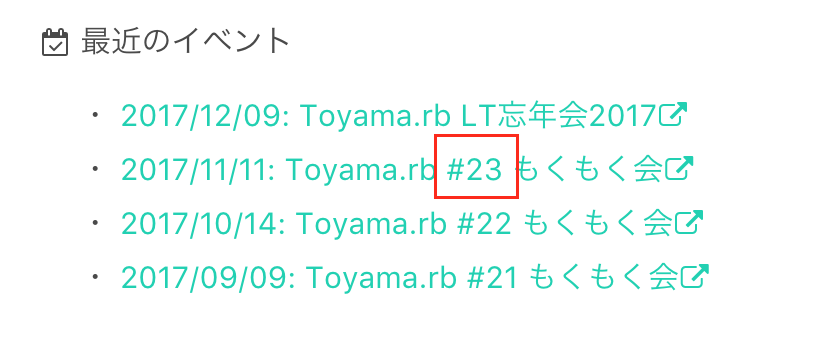 最近のイベント
・ 2017/12/09: Toyama.rb LT忘年会2017
・ 2017/11/11: Toyama.rb #23 もくもく会
・ 2017/10/14: Toyama.rb #22 もくもく会
・ 2017/09/09: Toyama.rb #21 もくもく会